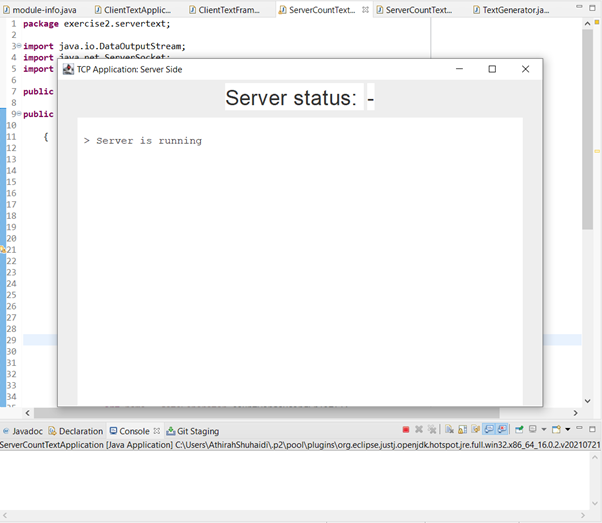 module-info.java ClientTextApplic... ClientTextFram... ServerCountText... ServerCountText... TextGenerator.ja...
1 package exercise2.servertext;
2
3 import java.io.DataOutputStream;
4 import java.net.ServerSocket;
5 import
6
7 public
8
9 public
10
11 {
12
13
14
15
16
17
18
19
20
21
22
23
24
25
26
27
28
29
30
31
32
33
34
TCP Application: Server Side
Server status: -
> Server is running
Javadoc Declaration Console Git Staging
ServerCountTextApplication [Java Application] C:\Users\AthirahShuhaidi\.p2\pool\plugins\org.eclipse.justj.openjdk.hotspot.jre.full.win32.x86_64_16.0.2.v20210721